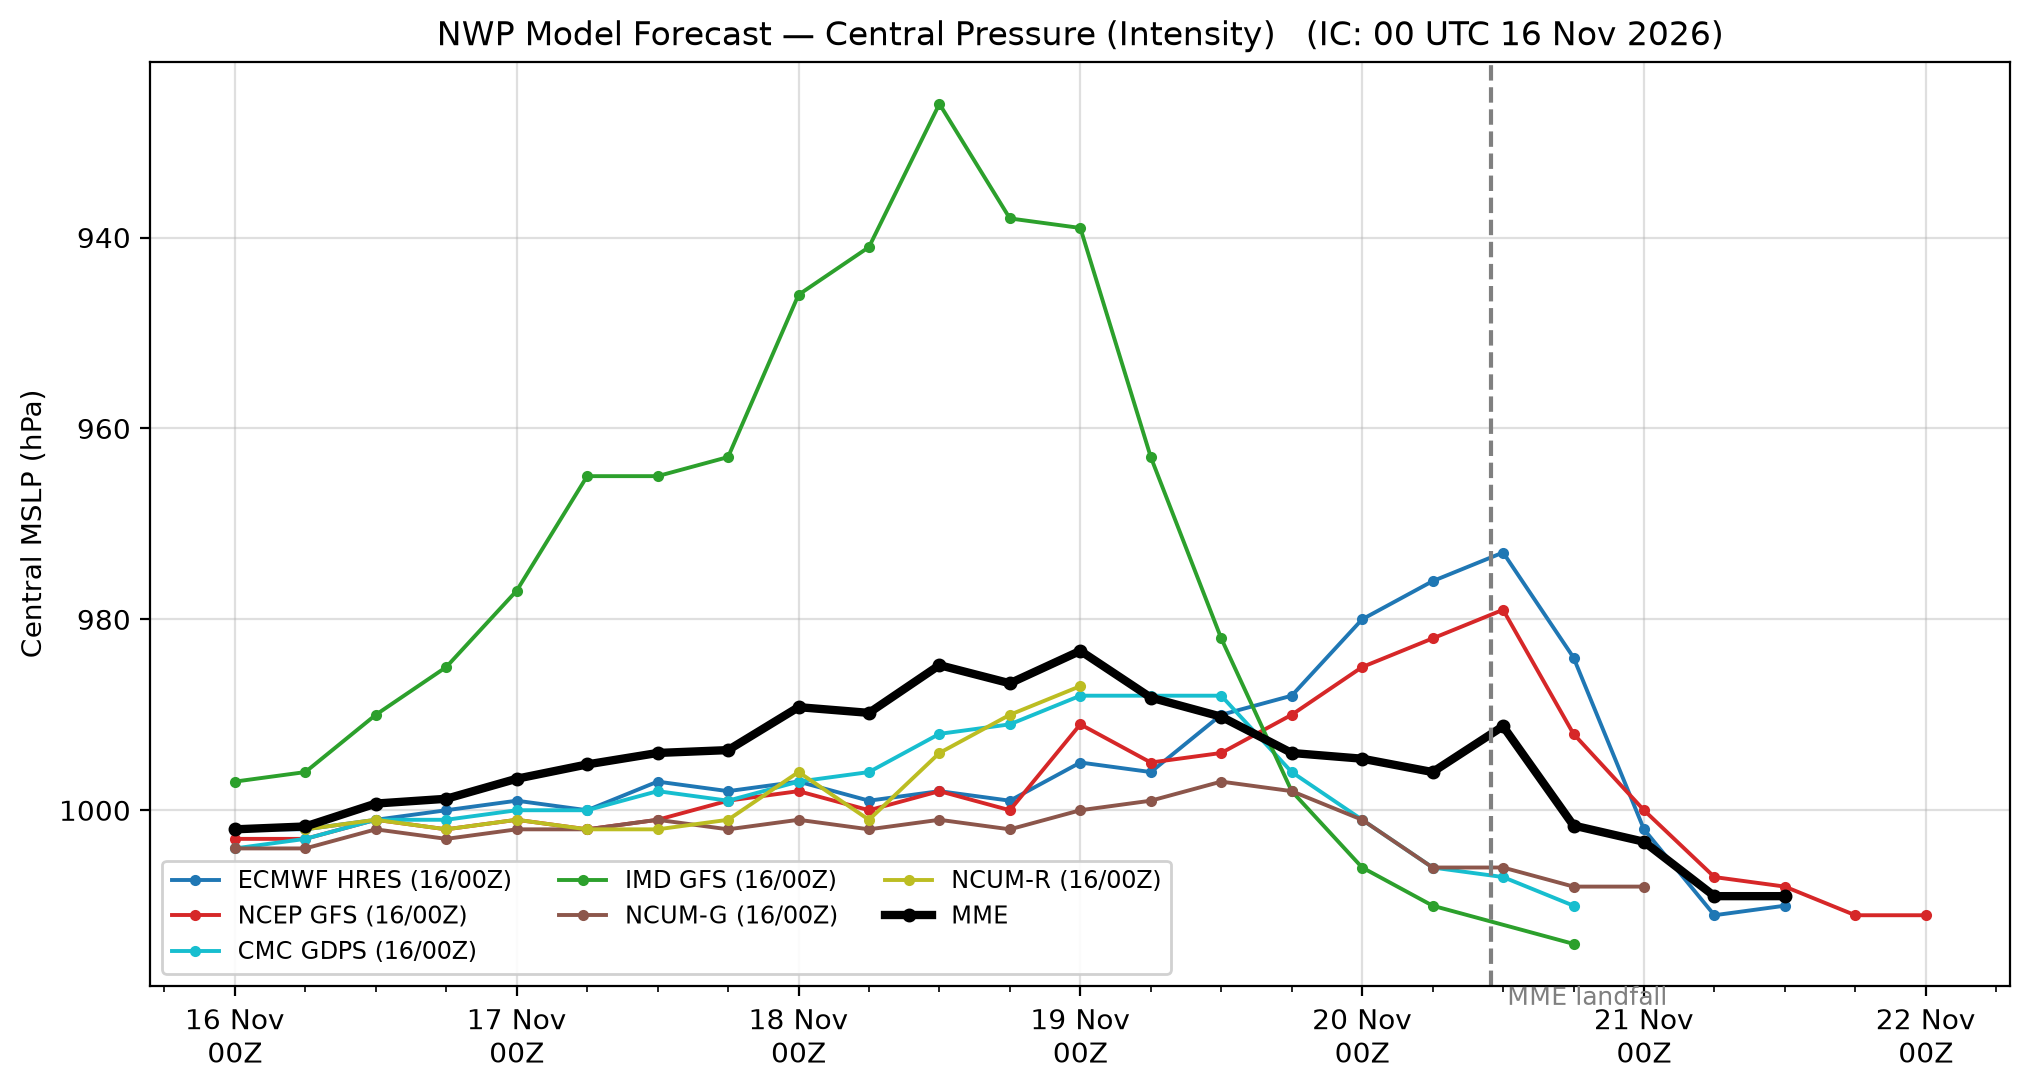 NWP Model Forecast — Central Pressure (Intensity)   (IC: 00 UTC 16 Nov 2026)
Central MSLP (hPa)
940
960
980
1000
ECMWF HRES (16/00Z)
NCEP GFS (16/00Z)
CMC GDPS (16/00Z)
IMD GFS (16/00Z)
NCUM-G (16/00Z)
NCUM-R (16/00Z)
MME
MME landfall
16 Nov
00Z
17 Nov
00Z
18 Nov
00Z
19 Nov
00Z
20 Nov
00Z
21 Nov
00Z
22 Nov
00Z